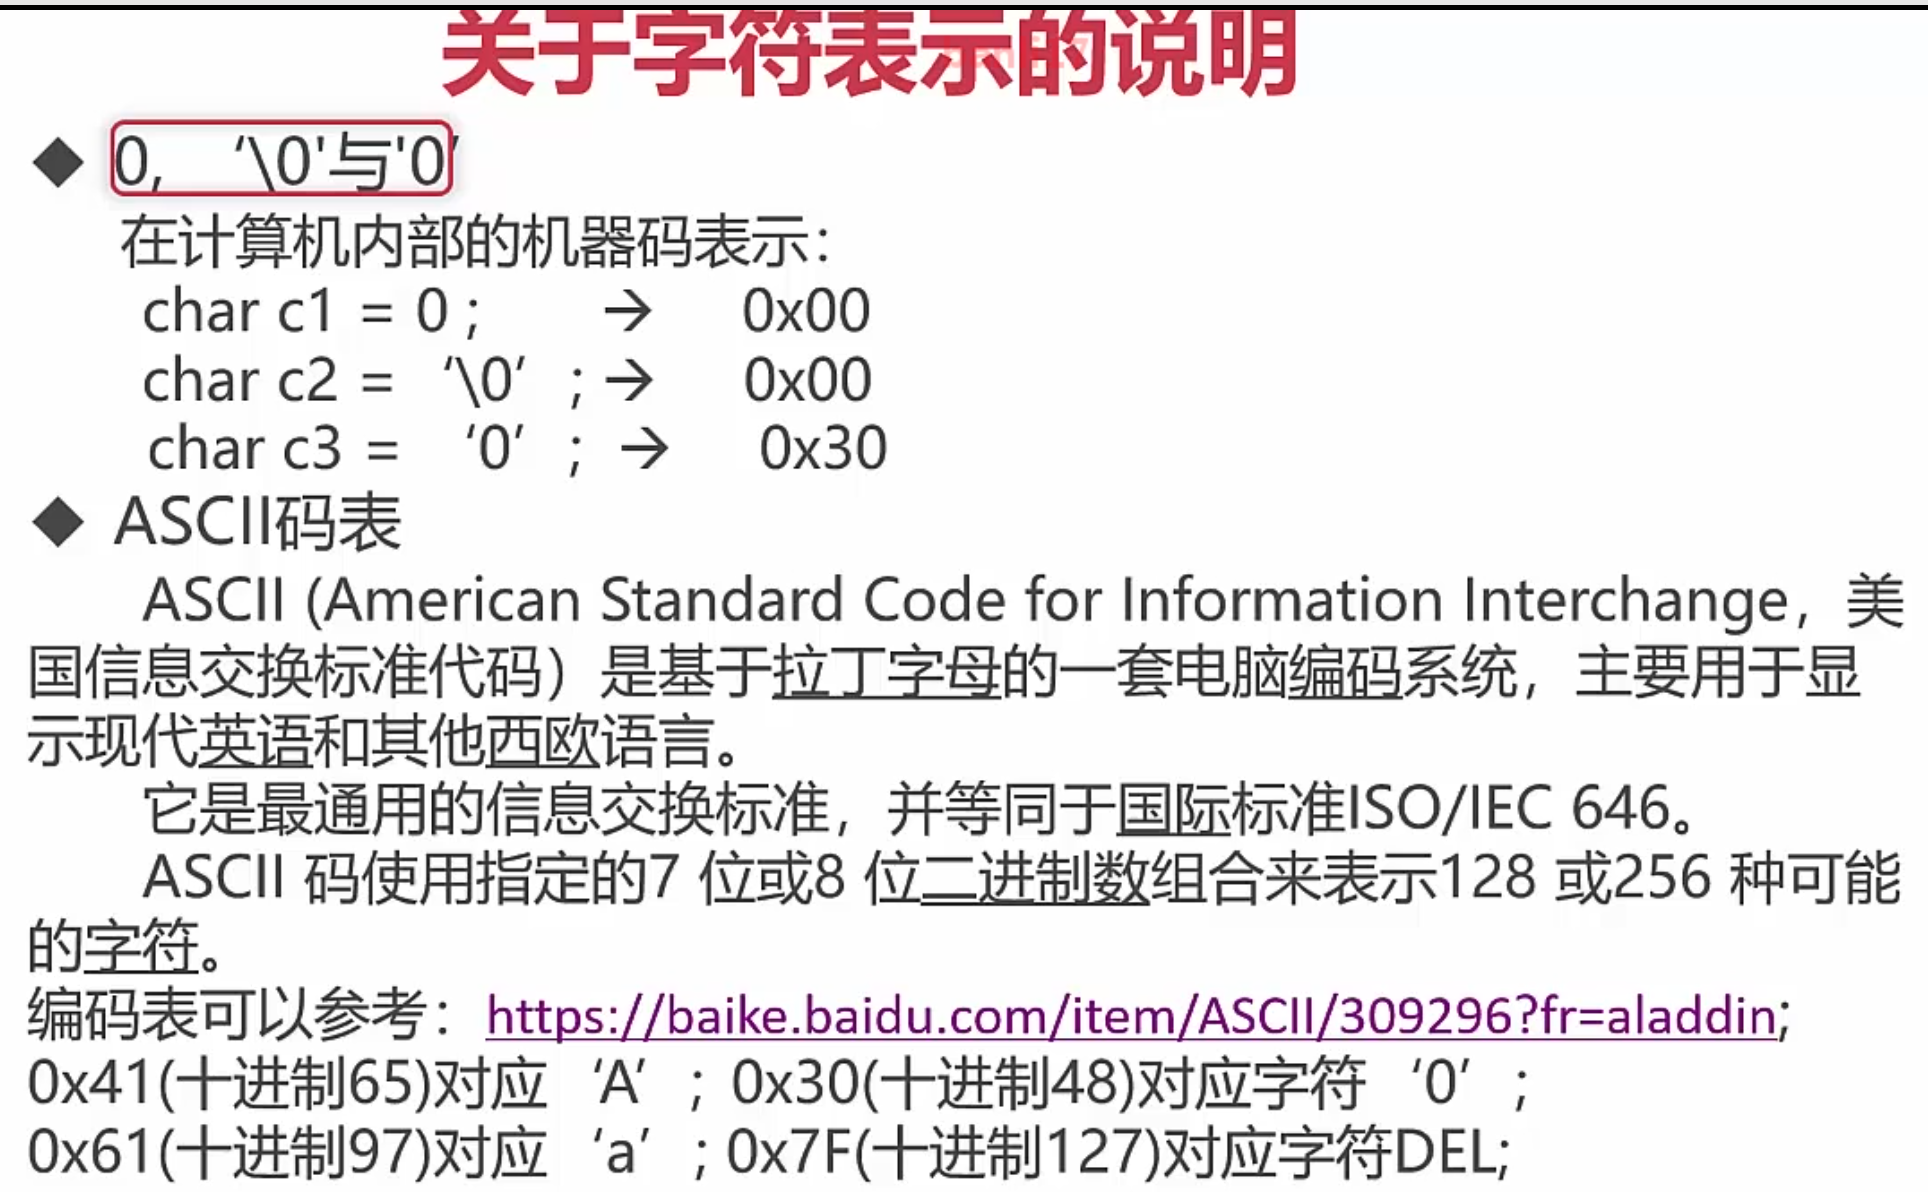 关于字符表示的说明
◆ 0, ‘\0'与'0’
在计算机内部的机器码表示：
char c1 = 0 ; → 0x00
char c2 = ‘\0’ ; → 0x00
char c3 = ‘0’ ; → 0x30
◆ ASCII码表
ASCII (American Standard Code for Information Interchange，美
国信息交换标准代码）是基于拉丁字母的一套电脑编码系统，主要用于显
示现代英语和其他西欧语言。
它是最通用的信息交换标准，并等同于国际标准ISO/IEC 646。
ASCII 码使用指定的7 位或8 位二进制数组合来表示128 或256 种可能
的字符。
编码表可以参考：https://baike.baidu.com/item/ASCII/309296?fr=aladdin;
0x41(十进制65)对应 ‘A’ ；0x30(十进制48)对应字符 ‘0’ ；
0x61(十进制97)对应 ‘a’ ; 0x7F(十进制127)对应字符DEL;